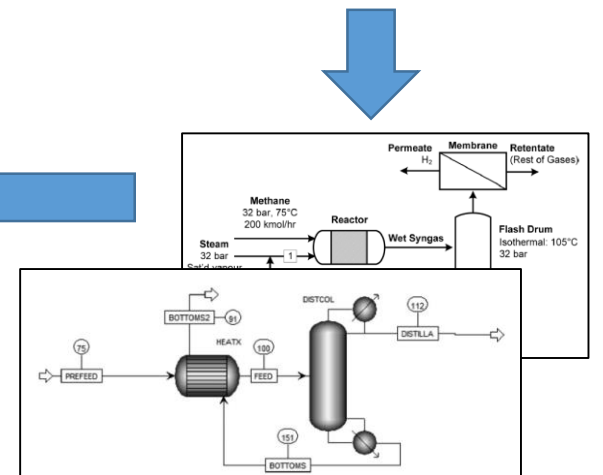 Permeate
H2
Membrane
Retentate
(Rest of Gases)
Methane
32 bar, 75°C
200 kmol/hr
Reactor
Steam
32 bar
Sat'd vapour
1
Wet Syngas
Flash Drum
Isothermal: 105°C
32 bar
BOTTOMS2
91
DISTCOL
112
DISTILLA
75
PREFEED
HEATX
100
FEED
151
BOTTOMS